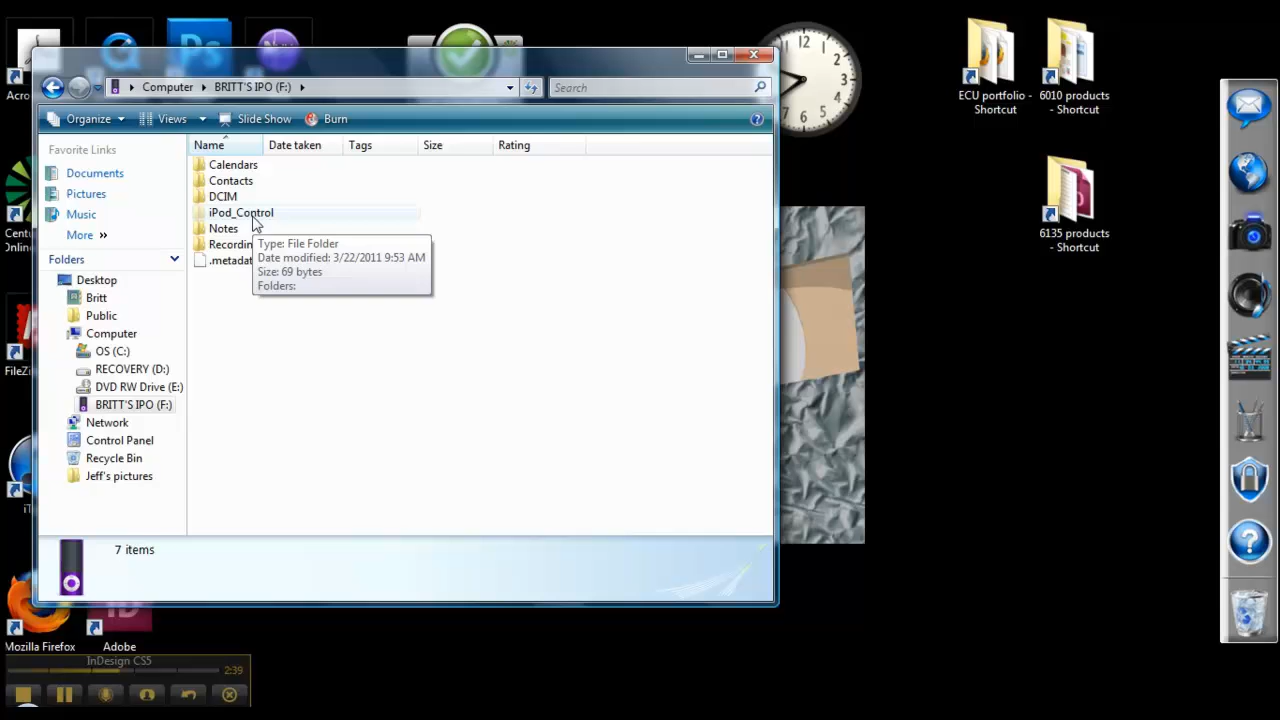 Computer
BRITT'S IPO (F:)
Search
Organize
Views
Slide Show
Burn
Favorite Links
Documents
Pictures
Music
More
Folders
Desktop
Britt
Public
Computer
OS (C:)
RECOVERY (D:)
DVD RW Drive (E:)
BRITT'S IPO (F:)
Network
Control Panel
Recycle Bin
Jeff's pictures
Name Date taken Tags Size Rating
Calendars
Contacts
DCIM
iPod_Control
Notes
Recordin
.metadat
Type: File Folder
Date modified: 3/22/2011 9:53 AM
Size: 69 bytes
Folders:
7 items
Acro
Ps
Cent
Onlin
FileZi
iT
Mozilla Firefox
ID
Adobe
InDesign CS5
2:39
12
ECU portfolio -
Shortcut
6010 products
- Shortcut
6135 products
- Shortcut